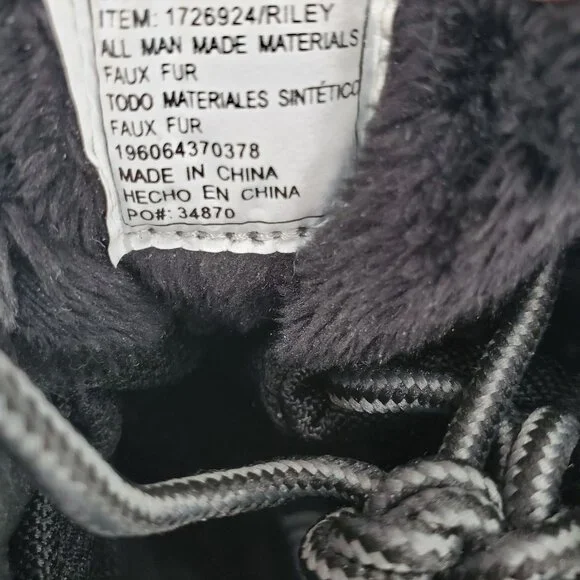 ITEM: 1726924/RILEY
ALL MAN MADE MATERIALS
FAUX FUR
TODO MATERIALES SINTÉTICO
FAUX FUR
196064370378
MADE IN CHINA
HECHO EN CHINA
PO#: 34870